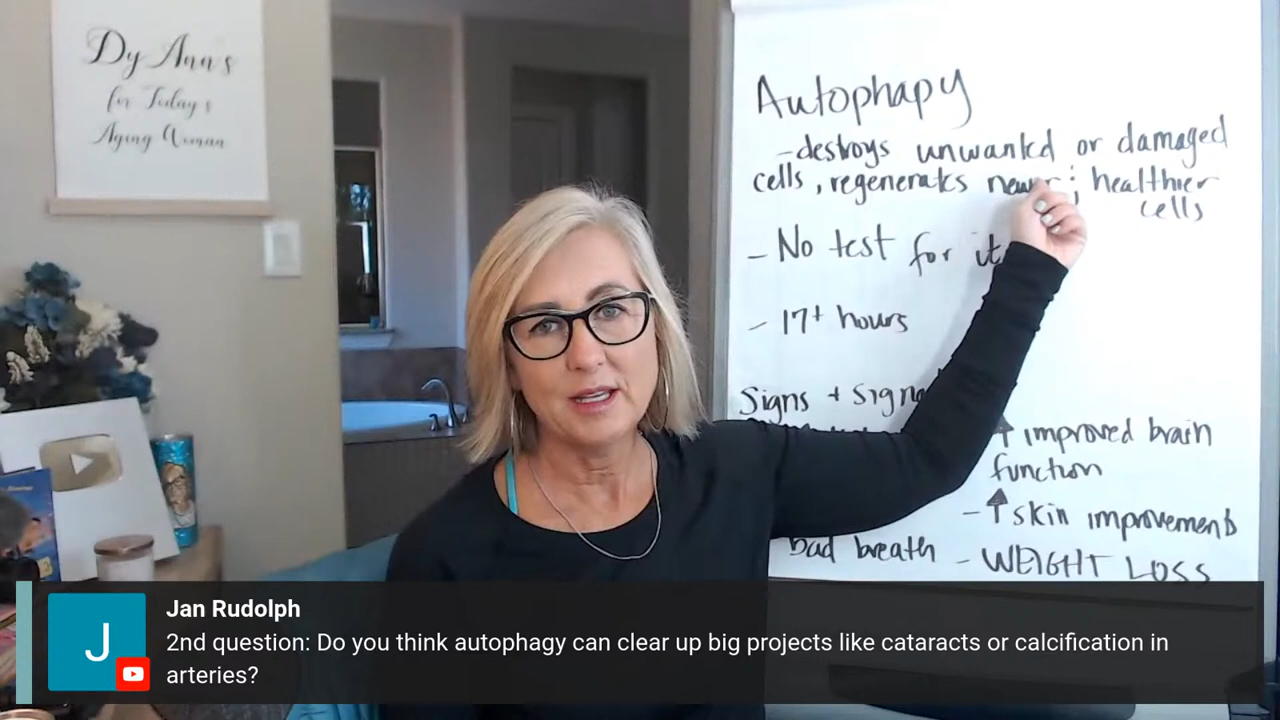 Dy Ann's
for Today's
Aging Woman
Autophapy
- destroys unwanted or damaged
cells, regenerates newer; healthier
cells
- No test for it
- 17+ hours
Signs +
↑ improved brain
function
- ↑ skin improvements
bad breath - WEIGHT LOSS
J
Jan Rudolph
2nd question: Do you think autophagy can clear up big projects like cataracts or calcification in
arteries?